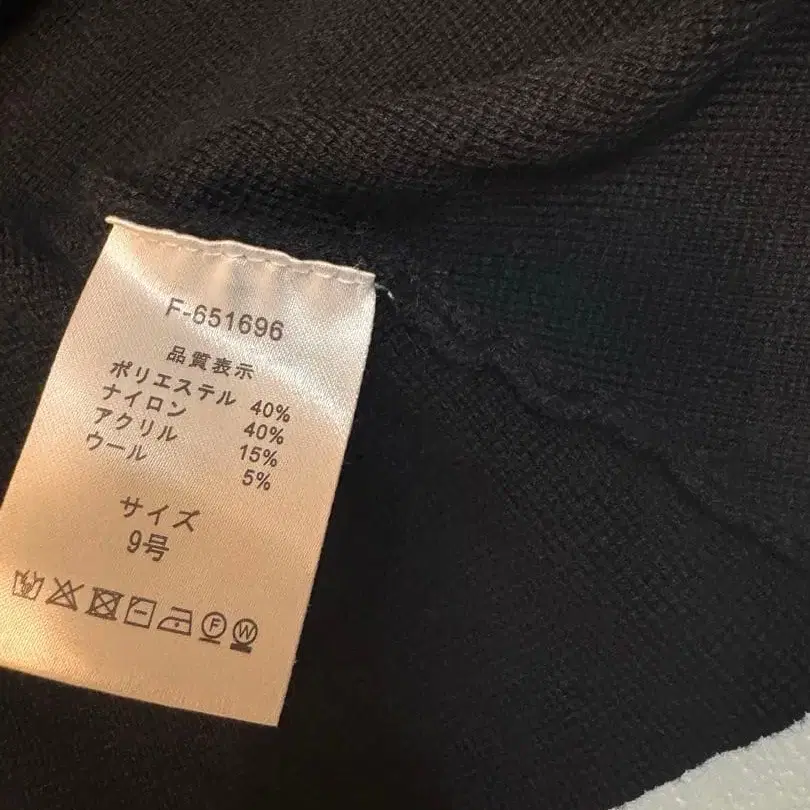 F-651696
品質表示
ポリエステル 40%
ナイロン 40%
アクリル 15%
ウール 5%
サイズ
9号
F W